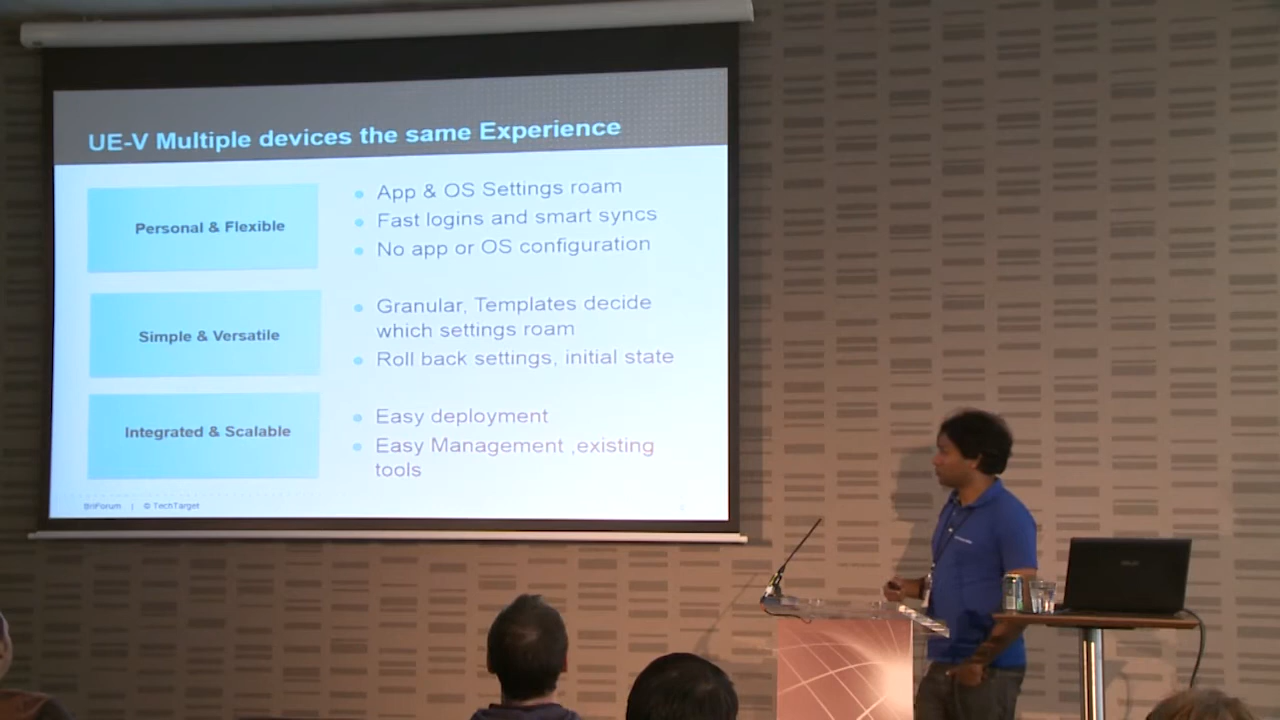 UE-V Multiple devices the same Experience
Personal & Flexible
App & OS Settings roam
Fast logins and smart syncs
No app or OS configuration
Simple & Versatile
Granular, Templates decide
which settings roam
Roll back settings, initial state
Integrated & Scalable
Easy deployment
Easy Management ,existing
tools
BriForum | © TechTarget